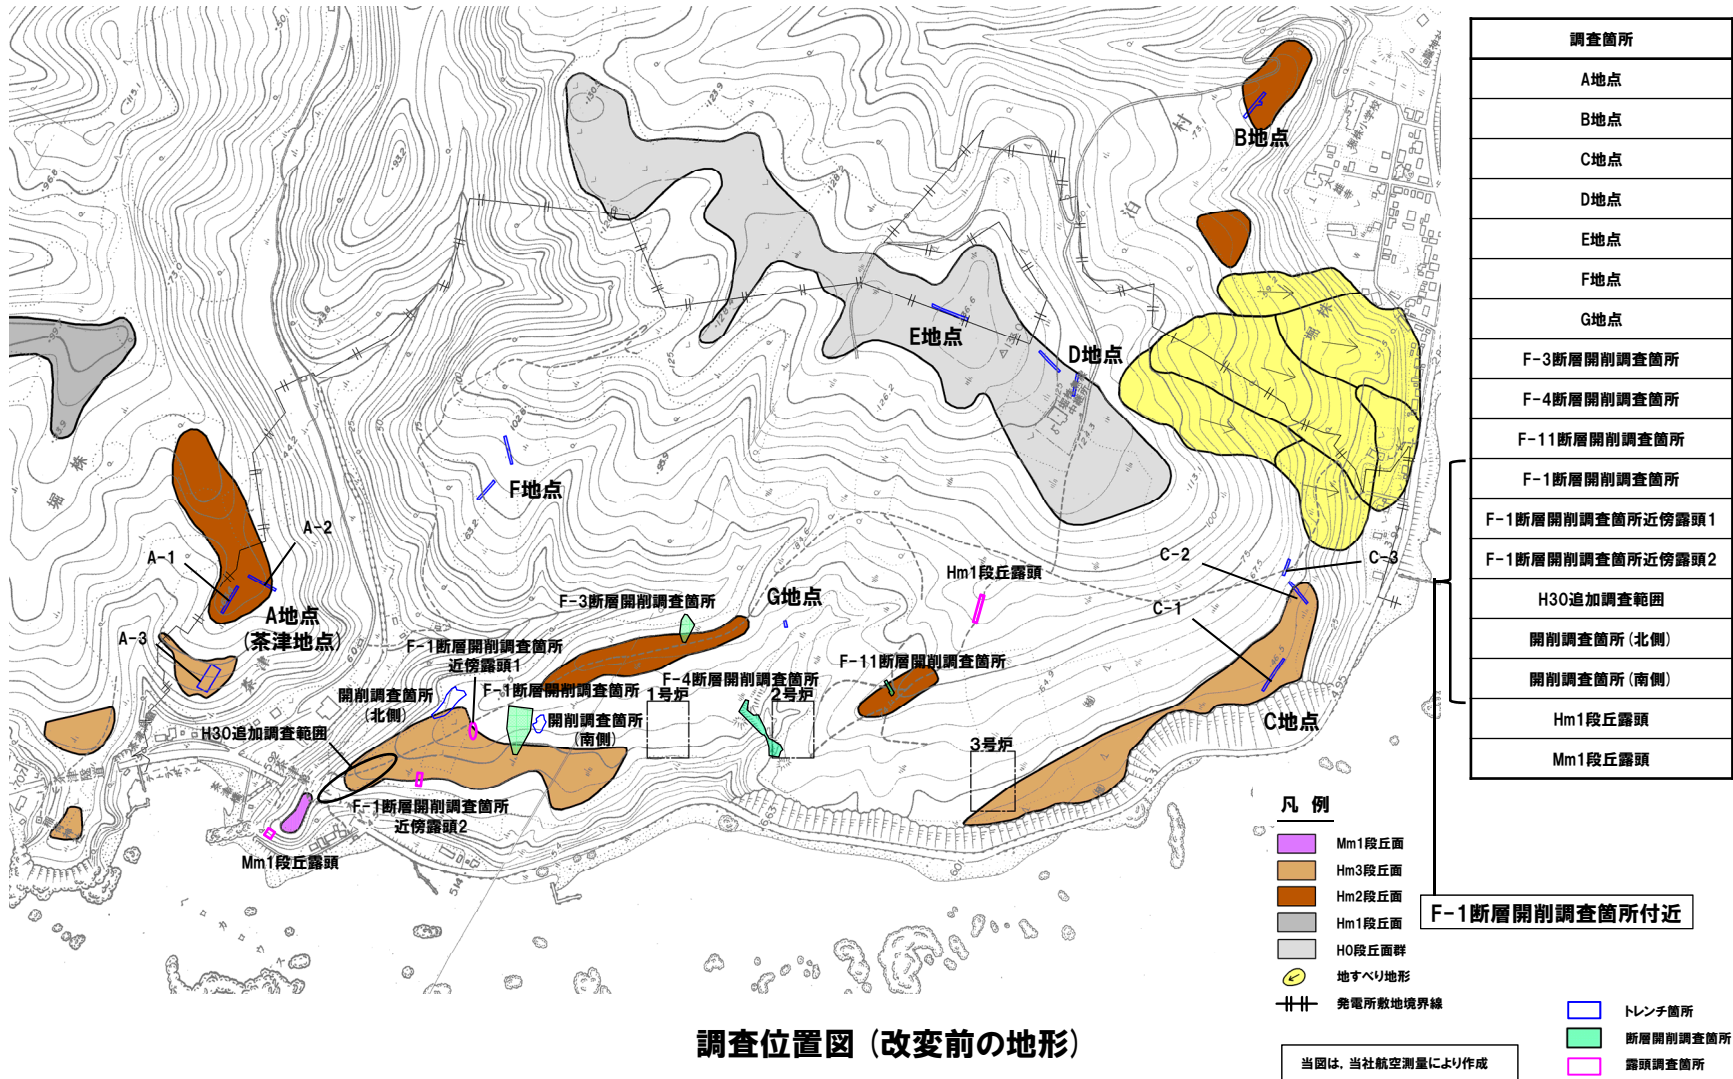 調査箇所
A地点
B地点
C地点
D地点
E地点
F地点
G地点
F-3断層開削調査箇所
F-4断層開削調査箇所
F-11断層開削調査箇所
F-1断層開削調査箇所
F-1断層開削調査箇所近傍露頭1
F-1断層開削調査箇所近傍露頭2
H30追加調査範囲
開削調査箇所(北側)
開削調査箇所(南側)
Hm1段丘露頭
Mm1段丘露頭
F-1断層開削調査箇所付近
B地点
E地点
D地点
F地点
A-2
A-1
A地点
(茶津地点)
A-3
C-2
C-3
C-1
C地点
Hm1段丘露頭
G地点
F-3断層開削調査箇所
F-1断層開削調査箇所
近傍露頭1
F-1断層開削調査箇所
F-4断層開削調査箇所
F-11断層開削調査箇所
開削調査箇所
(北側)
開削調査箇所
(南側)
1号炉
2号炉
3号炉
H30追加調査範囲
F-1断層開削調査箇所
近傍露頭2
Mm1段丘露頭
村
泊
堀
株
堀株
茶津
凡 例
Mm1段丘面
Hm3段丘面
Hm2段丘面
Hm1段丘面
H0段丘面群
地すべり地形
発電所敷地境界線
トレンチ箇所
断層開削調査箇所
露頭調査箇所
当図は，当社航空測量により作成
調査位置図（改変前の地形）